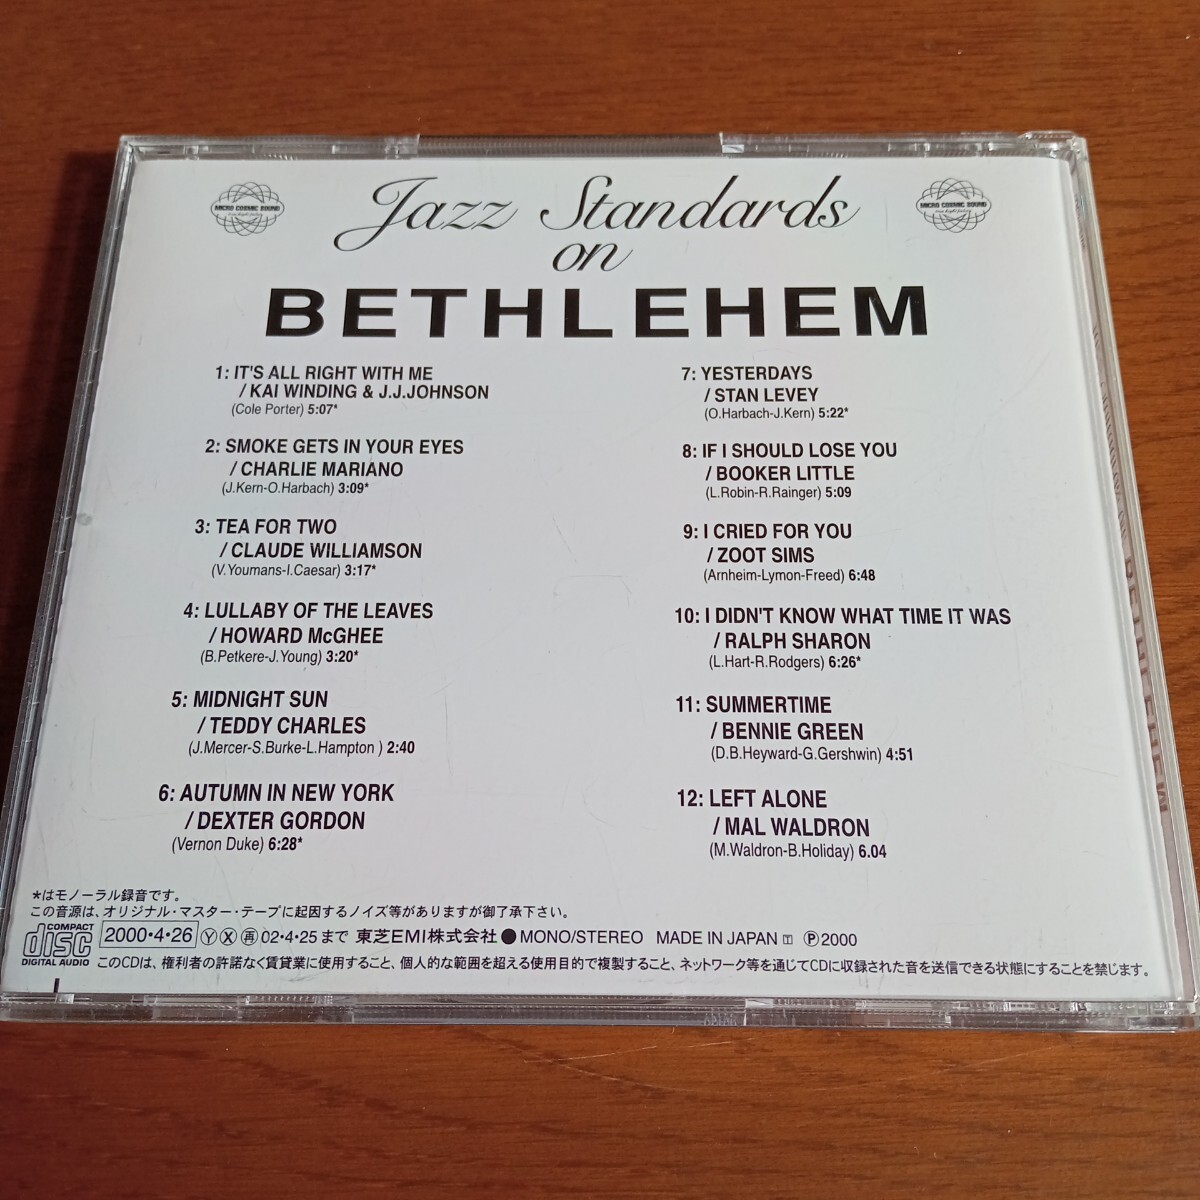 MICRO COSMIC SOUND
MICRO COSMIC SOUND
Jazz Standards
on
BETHLEHEM
1: IT'S ALL RIGHT WITH ME
/ KAI WINDING & J.J.JOHNSON
(Cole Porter) 5:07*
2: SMOKE GETS IN YOUR EYES
/ CHARLIE MARIANO
(J.Kern-O.Harbach) 3:09*
3: TEA FOR TWO
/ CLAUDE WILLIAMSON
(V.Youmans-I.Caesar) 3:17*
4: LULLABY OF THE LEAVES
/ HOWARD McGHEE
(B.Petkere-J.Young) 3:20*
5: MIDNIGHT SUN
/ TEDDY CHARLES
(J.Mercer-S.Burke-L.Hampton ) 2:40
6: AUTUMN IN NEW YORK
/ DEXTER GORDON
(Vernon Duke) 6:28*
7: YESTERDAYS
/ STAN LEVEY
(O.Harbach-J.Kern) 5:22*
8: IF I SHOULD LOSE YOU
/ BOOKER LITTLE
(L.Robin-R.Rainger) 5:09
9: I CRIED FOR YOU
/ ZOOT SIMS
(Arnheim-Lymon-Freed) 6:48
10: I DIDN'T KNOW WHAT TIME IT WAS
/ RALPH SHARON
(L.Hart-R.Rodgers) 6:26*
11: SUMMERTIME
/ BENNIE GREEN
(D.B.Heyward-G.Gershwin) 4:51
12: LEFT ALONE
/ MAL WALDRON
(M.Waldron-B.Holiday) 6.04
*はモノーラル録音です。
この音源は、オリジナル・マスター・テープに起因するノイズ等がありますが御了承下さい。
COMPACT
disc
DIGITAL AUDIO
2000・4・26 Ⓨ Ⓧ ㊢ 02・4・25まで 東芝EMI株式会社 ● MONO/STEREO MADE IN JAPAN Ⓣ Ⓟ 2000
このCDは、権利者の許諾なく賃貸業に使用すること、個人的な範囲を超える使用目的で複製すること、ネットワーク等を通じてCDに収録された音を送信できる状態にすることを禁じます。